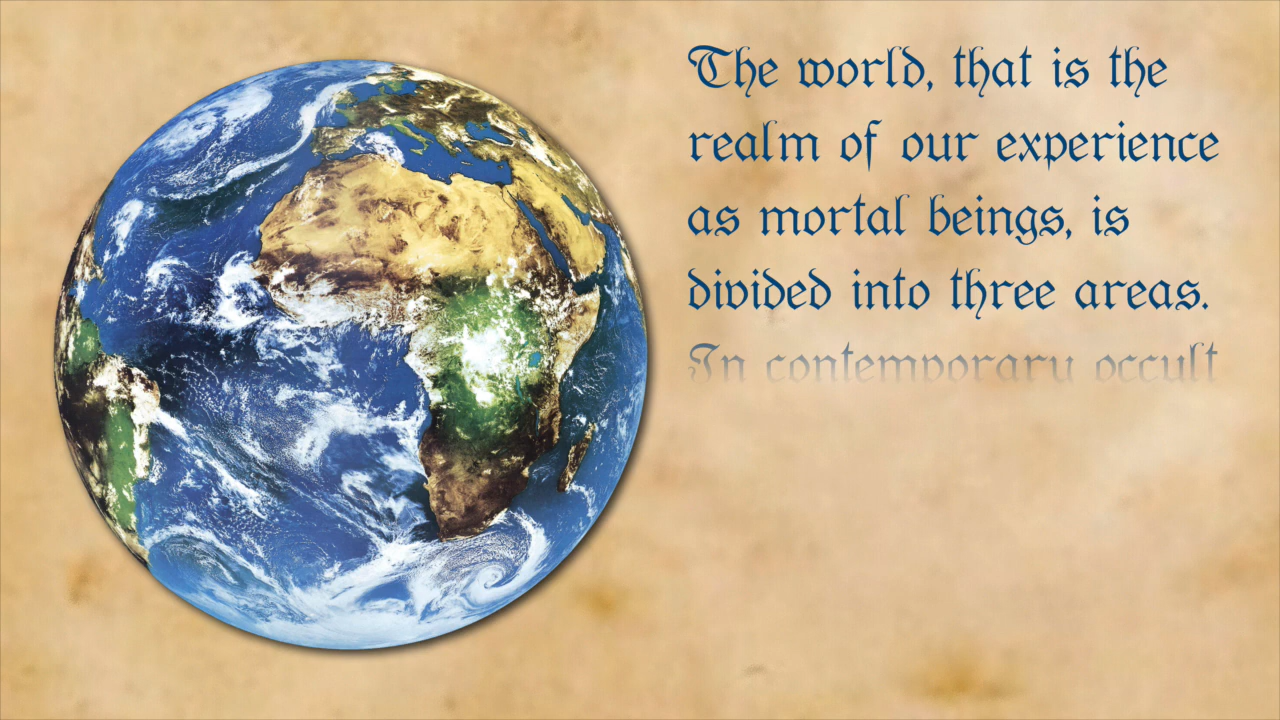 The world, that is the
realm of our experience
as mortal beings, is
divided into three areas.
In contemporary occult